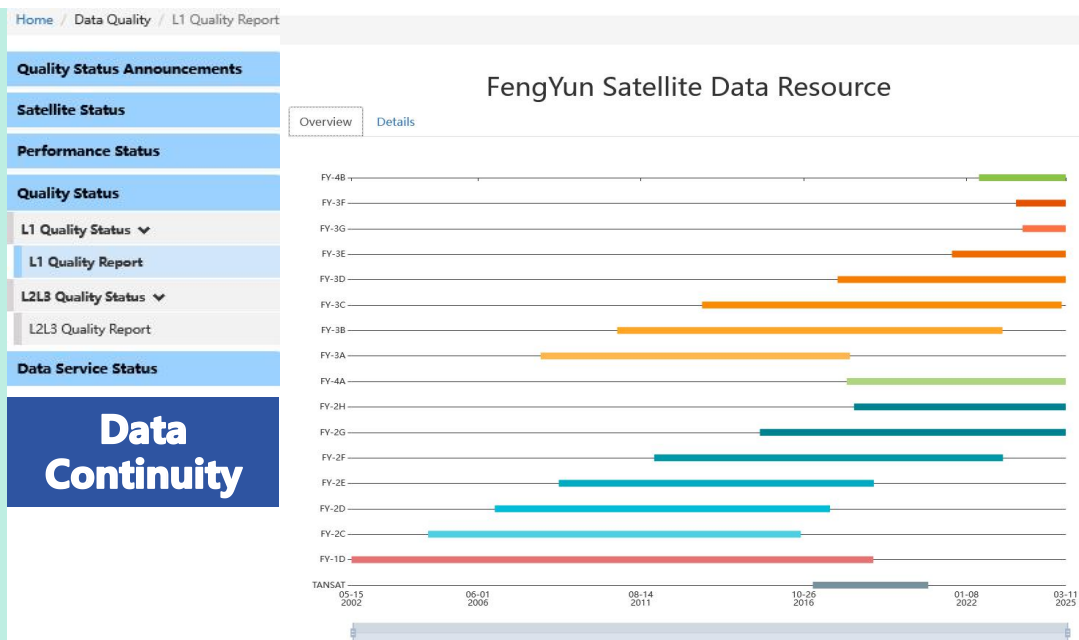 Home / Data Quality / L1 Quality Report
Quality Status Announcements
Satellite Status
Performance Status
Quality Status
L1 Quality Status
L1 Quality Report
L2L3 Quality Status
L2L3 Quality Report
Data Service Status
Data
Continuity
FengYun Satellite Data Resource
Overview
Details
FY-4B
FY-3F
FY-3G
FY-3E
FY-3D
FY-3C
FY-3B
FY-3A
FY-4A
FY-2H
FY-2G
FY-2F
FY-2E
FY-2D
FY-2C
FY-1D
TANSAT
05-15 06-01 08-14 10-26 01-08 03-11
2002 2006 2011 2016 2022 2025